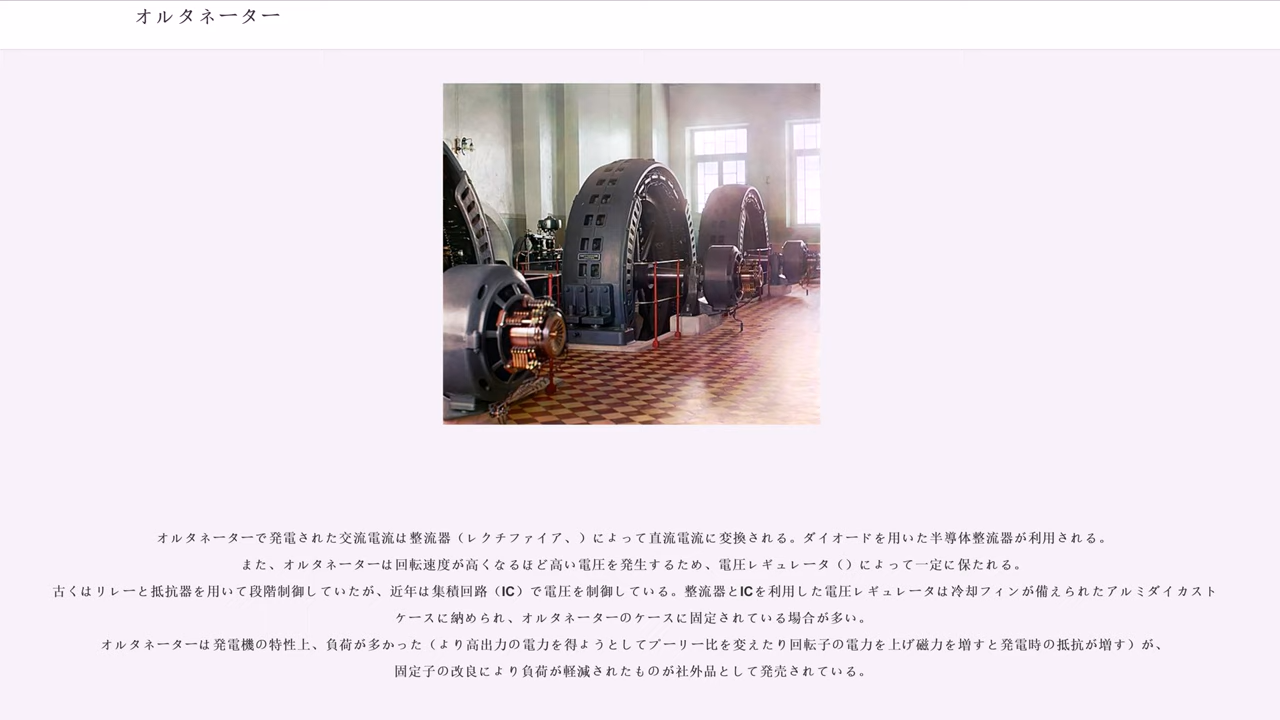 オルタネーター
オルタネーターで発電された交流電流は整流器（レクチファイア、）によって直流電流に変換される。ダイオードを用いた半導体整流器が利用される。
また、オルタネーターは回転速度が高くなるほど高い電圧を発生するため、電圧レギュレータ（）によって一定に保たれる。
古くはリレーと抵抗器を用いて段階制御していたが、近年は集積回路（IC）で電圧を制御している。整流器とICを利用した電圧レギュレータは冷却フィンが備えられたアルミダイカスト
ケースに納められ、オルタネーターのケースに固定されている場合が多い。
オルタネーターは発電機の特性上、負荷が多かった（より高出力の電力を得ようとしてプーリー比を変えたり回転子の電力を上げ磁力を増すと発電時の抵抗が増す）が、
固定子の改良により負荷が軽減されたものが社外品として発売されている。